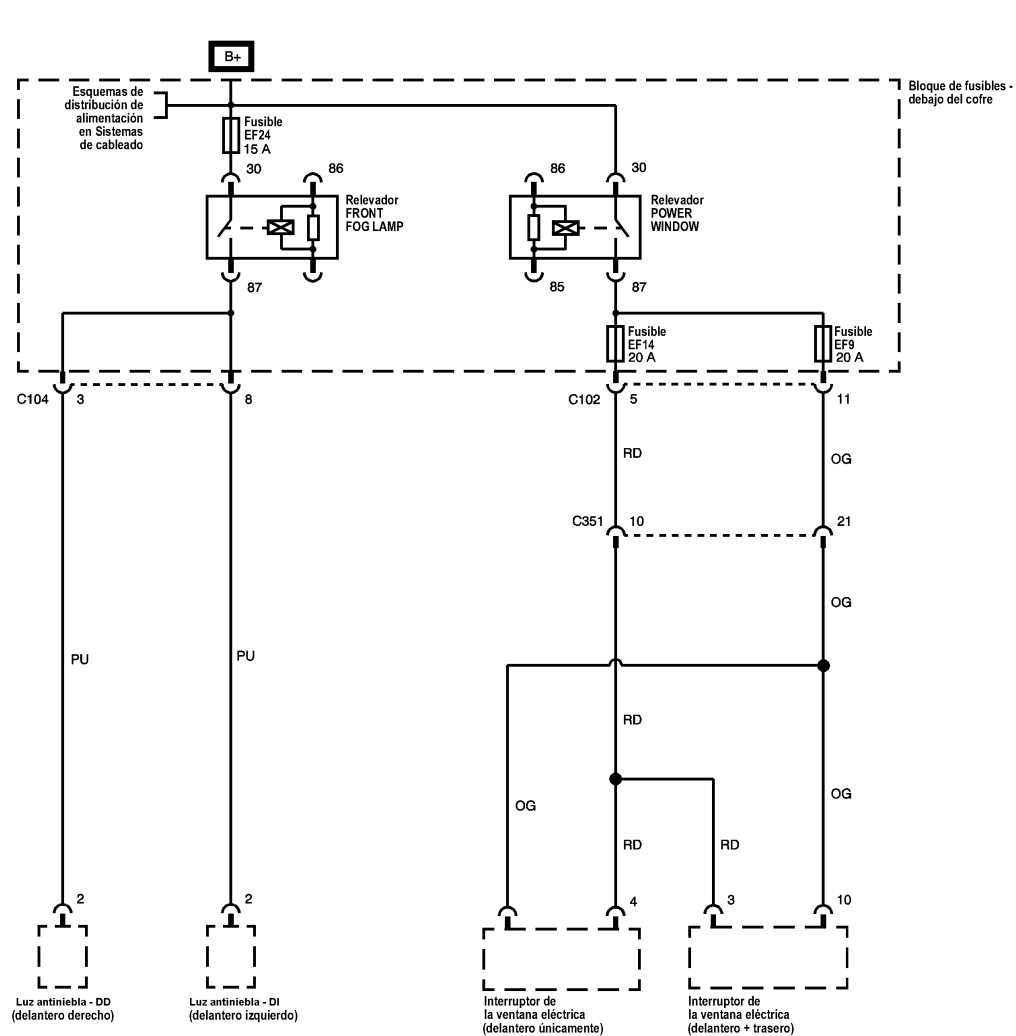 B+
Esquemas de
distribución de
alimentación
en Sistemas
de cableado
Bloque de fusibles -
debajo del cofre
Fusible
EF24
15 A
30
86
Relevador
FRONT
FOG LAMP
87
86
30
Relevador
POWER
WINDOW
85
87
Fusible
EF14
20 A
Fusible
EF9
20 A
C104
3
8
C102
5
11
RD
OG
C351
10
21
OG
PU
PU
RD
OG
OG
RD
RD
2
2
4
3
10
Luz antiniebla - DD
(delantero derecho)
Luz antiniebla - DI
(delantero izquierdo)
Interruptor de
la ventana eléctrica
(delantero únicamente)
Interruptor de
la ventana eléctrica
(delantero + trasero)